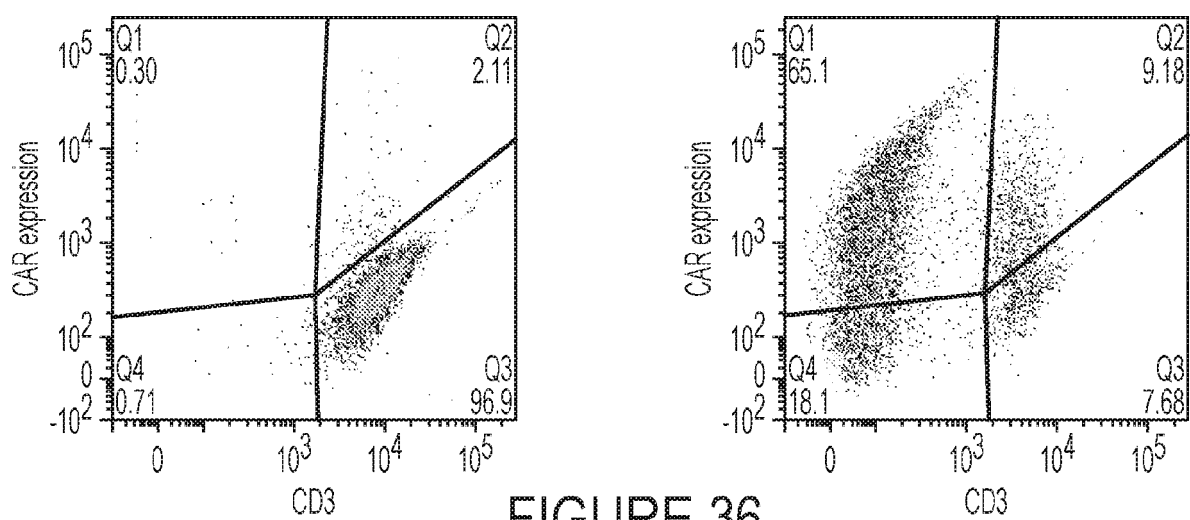 Q1
0.30
Q2
2.11
Q4
0.71
Q3
96.9
10^5
10^4
10^3
10^2
0
-10^2
CAR expression
0
10^3
10^4
10^5
CD3
Q1
65.1
Q2
9.18
Q4
18.1
Q3
7.68
10^5
10^4
10^3
10^2
0
-10^2
CAR expression
0
10^3
10^4
10^5
CD3
FIGURE 36